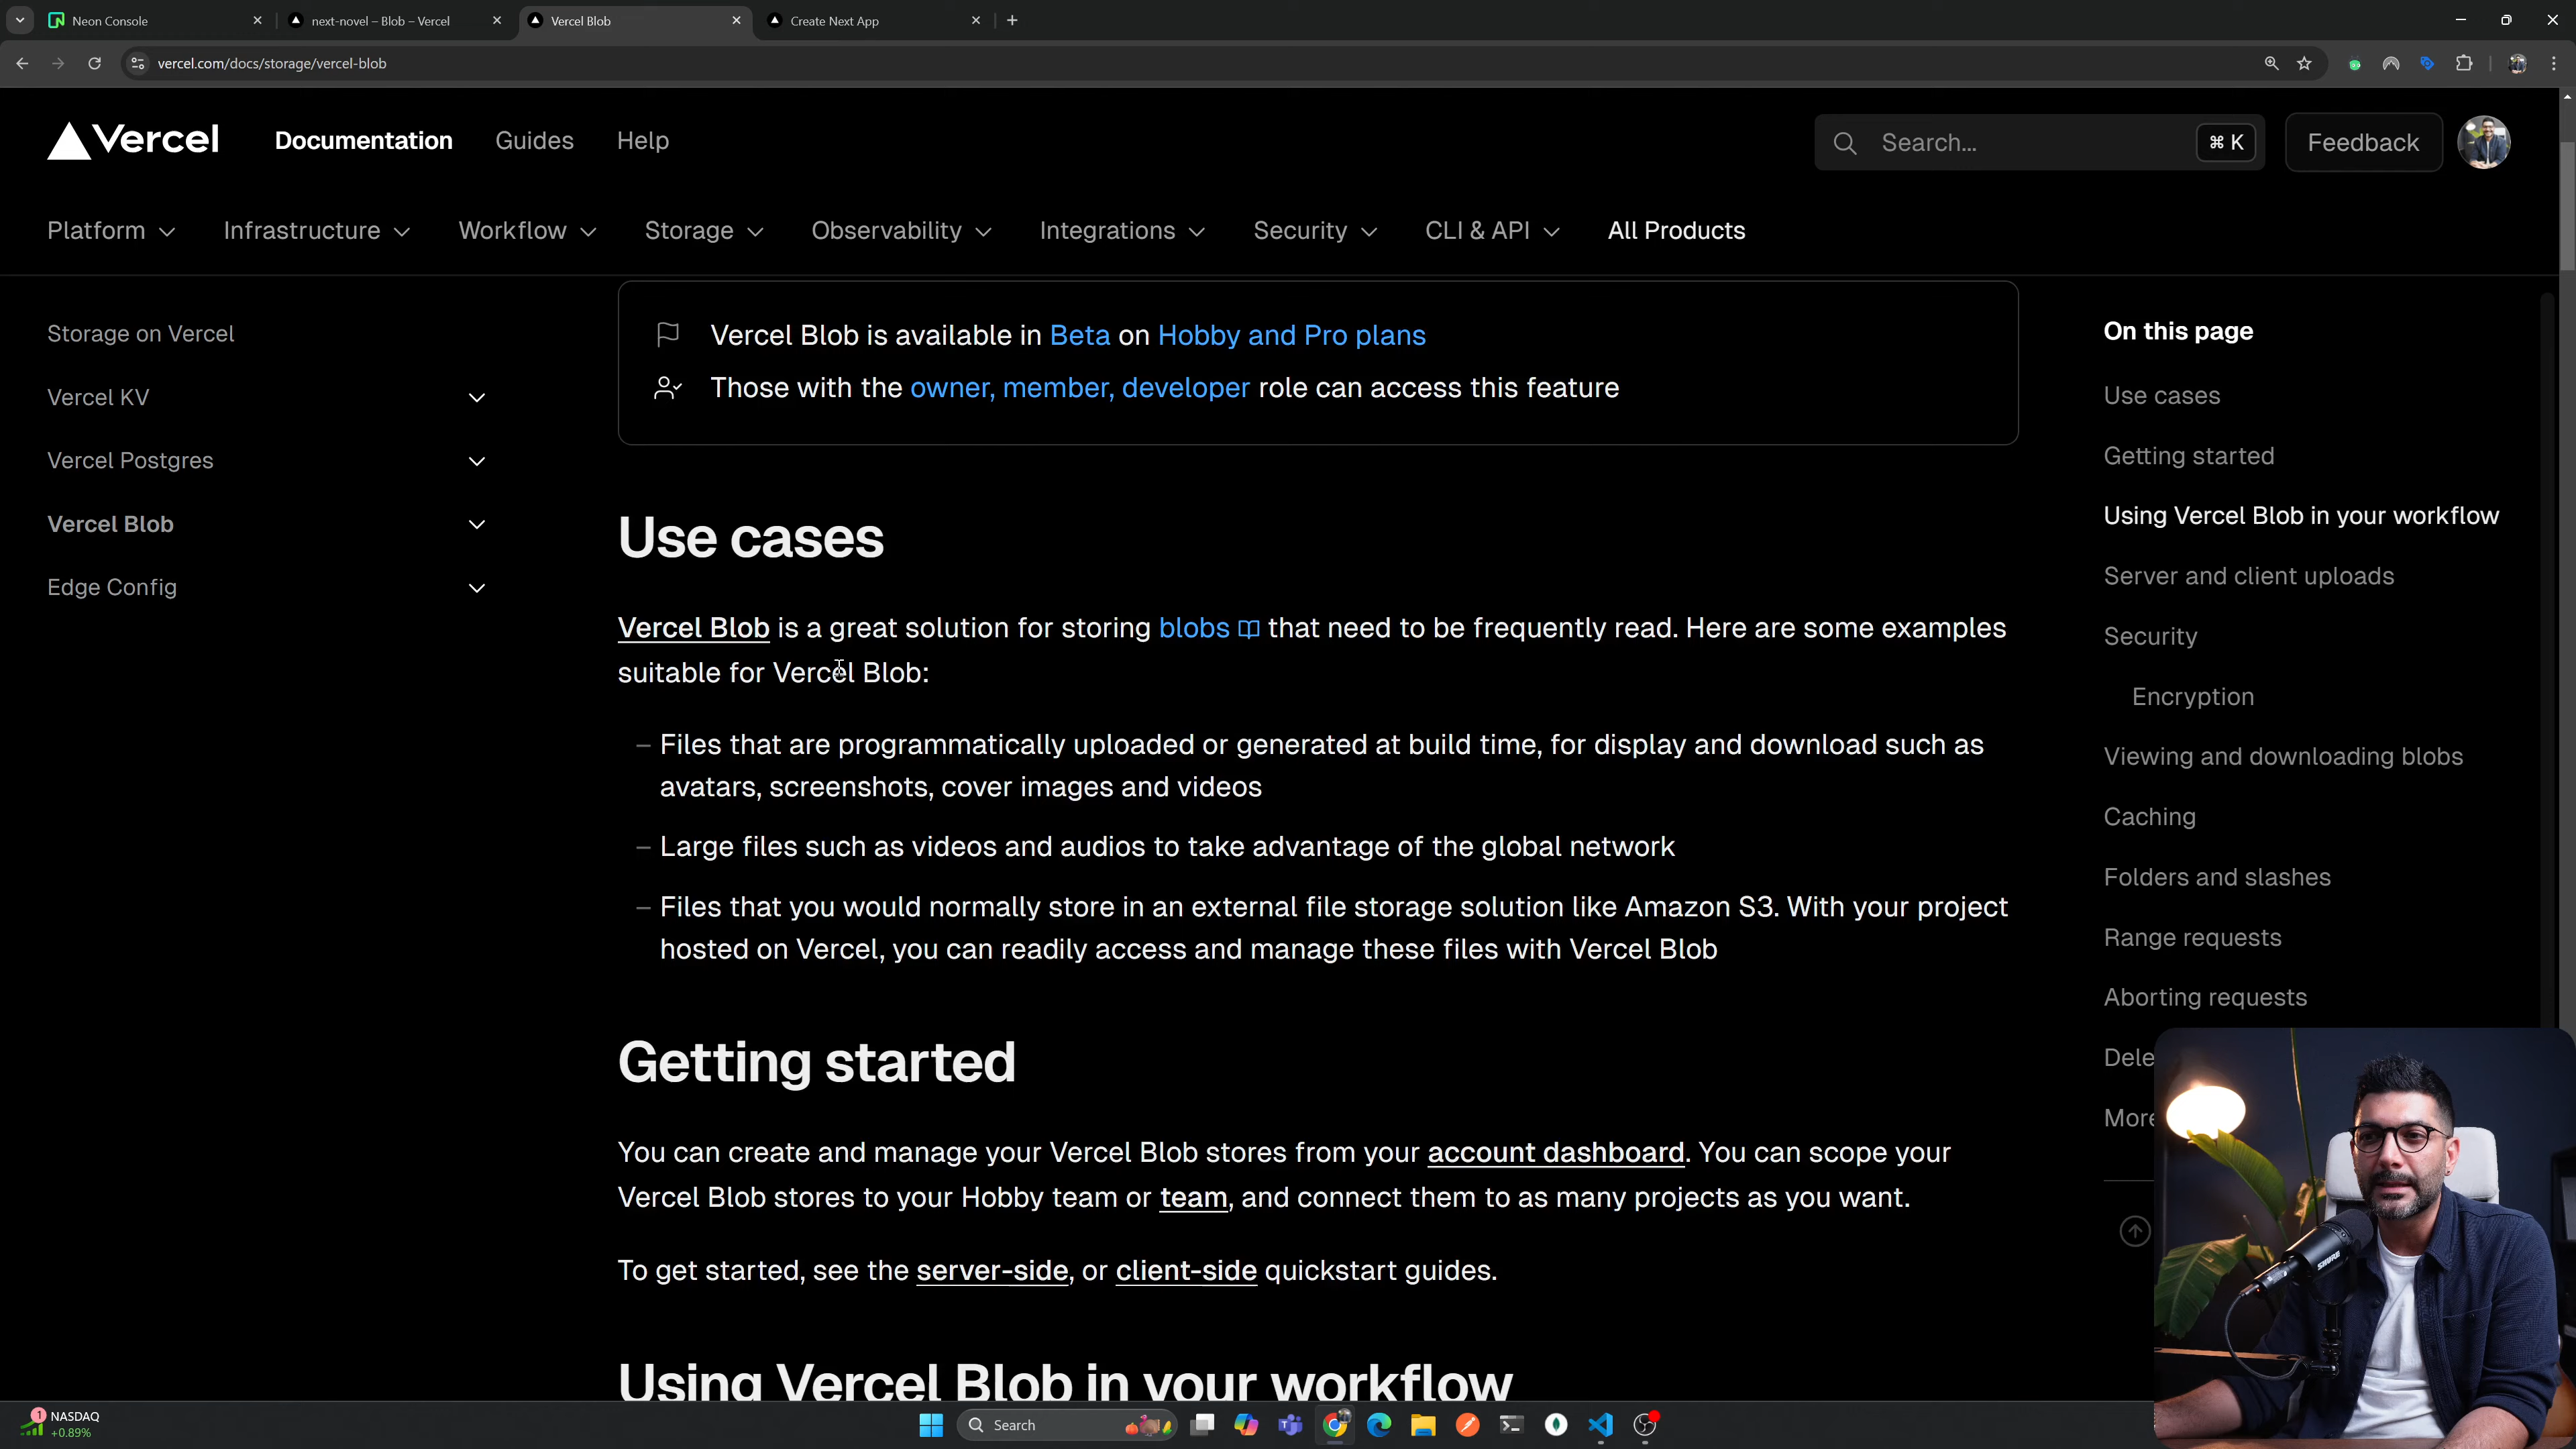 Neon Console
next-novel – Blob – Vercel
Vercel Blob
Create Next App
vercel.com/docs/storage/vercel-blob
Vercel
Documentation
Guides
Help
Search...
⌘ K
Feedback
Platform
Infrastructure
Workflow
Storage
Observability
Integrations
Security
CLI & API
All Products
Storage on Vercel
Vercel KV
Vercel Postgres
Vercel Blob
Edge Config
Vercel Blob is available in Beta on Hobby and Pro plans
Those with the owner, member, developer role can access this feature
Use cases
Vercel Blob is a great solution for storing blobs that need to be frequently read. Here are some examples
suitable for Vercel Blob:
– Files that are programmatically uploaded or generated at build time, for display and download such as
avatars, screenshots, cover images and videos
– Large files such as videos and audios to take advantage of the global network
– Files that you would normally store in an external file storage solution like Amazon S3. With your project
hosted on Vercel, you can readily access and manage these files with Vercel Blob
Getting started
You can create and manage your Vercel Blob stores from your account dashboard. You can scope your
Vercel Blob stores to your Hobby team or team, and connect them to as many projects as you want.
To get started, see the server-side, or client-side quickstart guides.
Using Vercel Blob in your workflow
On this page
Use cases
Getting started
Using Vercel Blob in your workflow
Server and client uploads
Security
Encryption
Viewing and downloading blobs
Caching
Folders and slashes
Range requests
Aborting requests
Dele
More
SHURE
1
NASDAQ
+0.89%
Search